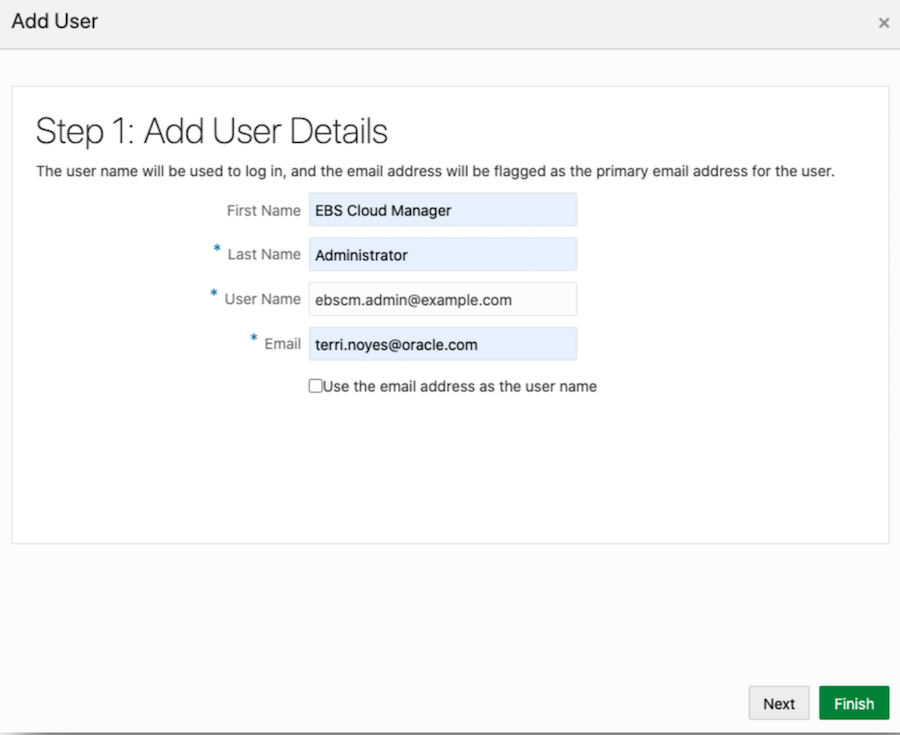 Add User
×
Step 1: Add User Details
The user name will be used to log in, and the email address will be flagged as the primary email address for the user.
First Name EBS Cloud Manager
* Last Name Administrator
* User Name ebscm.admin@example.com
* Email terri.noyes@oracle.com
Use the email address as the user name
Next Finish